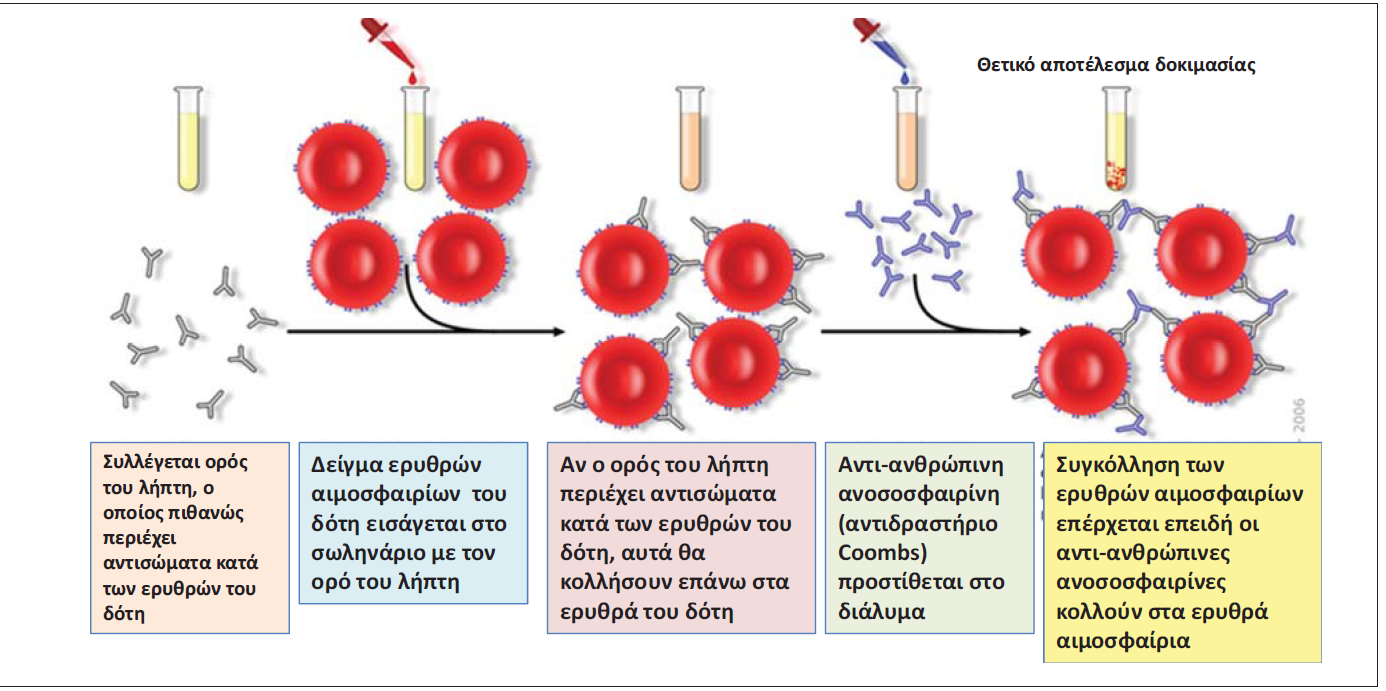 Θετικό αποτέλεσμα δοκιμασίας
Συλλέγεται ορός
του λήπτη, ο
οποίος πιθανώς
περιέχει
αντισώματα κατά
των ερυθρών του
δότη
Δείγμα ερυθρών
αιμοσφαιρίων του
δότη εισάγεται στο
σωληνάριο με τον
ορό του λήπτη
Αν ο ορός του λήπτη
περιέχει αντισώματα
κατά των ερυθρών του
δότη, αυτά θα
κολλήσουν επάνω στα
ερυθρά του δότη
Αντι-ανθρώπινη
ανοσοσφαιρίνη
(αντιδραστήριο
Coombs)
προστίθεται στο
διάλυμα
Συγκόλληση των
ερυθρών αιμοσφαιρίων
επέρχεται επειδή οι
αντι-ανθρώπινες
ανοσοσφαιρίνες
κολλούν στα ερυθρά
αιμοσφαίρια
2006